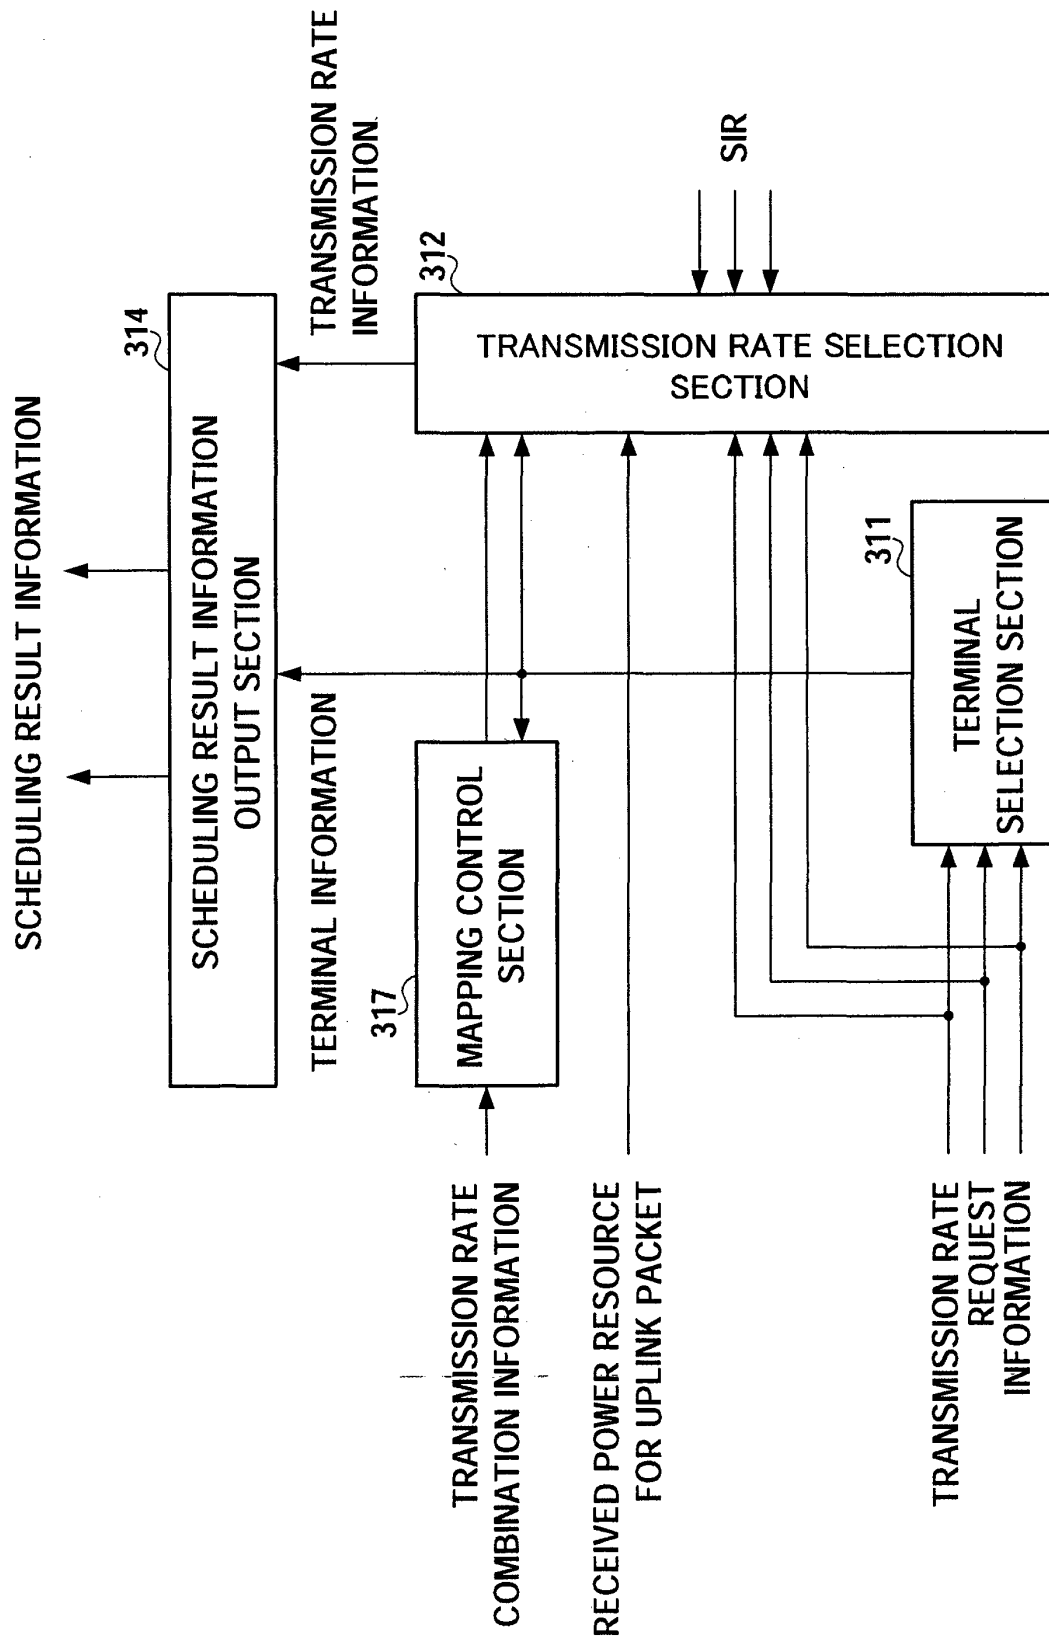 SCHEDULING RESULT INFORMATION
314
SCHEDULING RESULT INFORMATION
OUTPUT SECTION
TERMINAL INFORMATION
TRANSMISSION RATE
INFORMATION
317
MAPPING CONTROL
SECTION
312
TRANSMISSION RATE SELECTION
SECTION
SIR
311
TERMINAL
SELECTION SECTION
TRANSMISSION RATE
COMBINATION INFORMATION
RECEIVED POWER RESOURCE
FOR UPLINK PACKET
TRANSMISSION RATE
REQUEST
INFORMATION